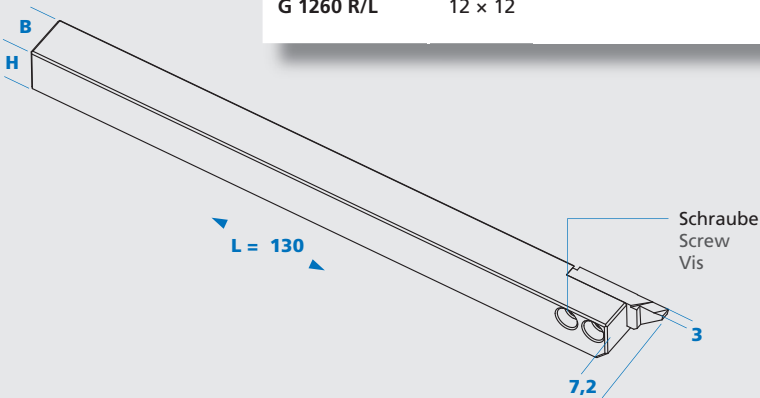 G 1260 R/L 12 × 12
B
H
L = 130
Schraube
Screw
Vis
3
7,2